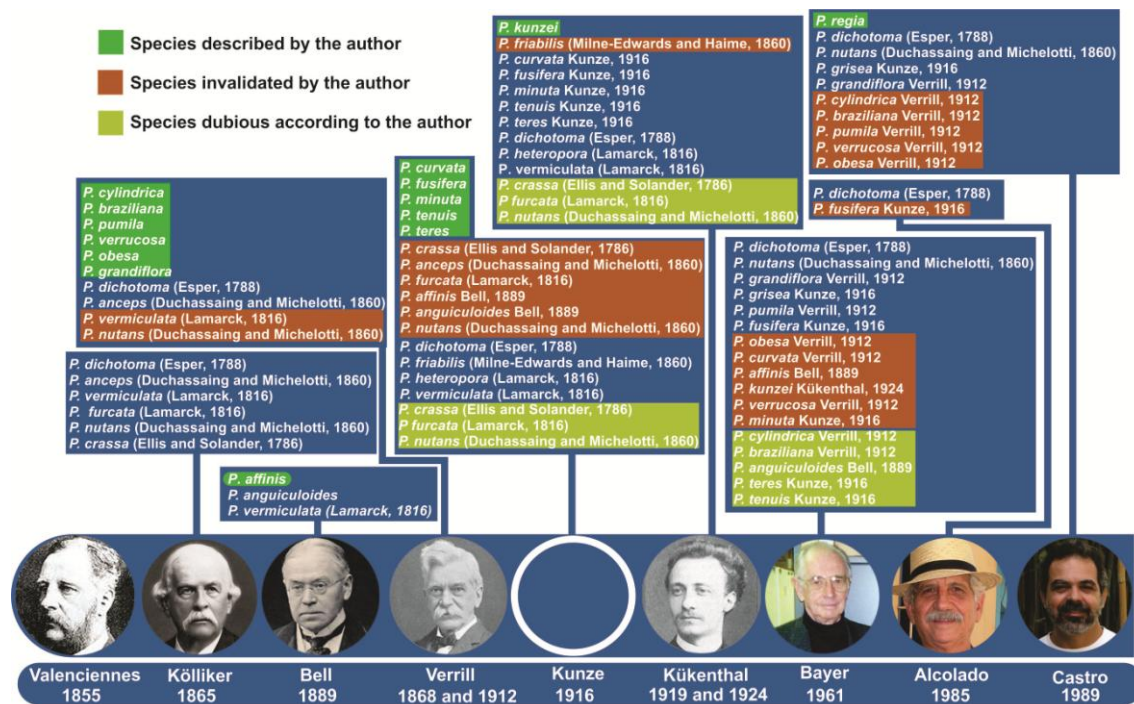 Species described by the author
Species invalidated by the author
Species dubious according to the author
P. cylindrica
P. braziliana
P. pumila
P. verrucosa
P. obesa
P. grandiflora
P. dichotoma (Esper, 1788)
P. anceps (Duchassaing and Michelotti, 1860)
P. vermiculata (Lamarck, 1816)
P. nutans (Duchassaing and Michelotti, 1860)
P. dichotoma (Esper, 1788)
P. anceps (Duchassaing and Michelotti, 1860)
P. vermiculata (Lamarck, 1816)
P. furcata (Lamarck, 1816)
P. nutans (Duchassaing and Michelotti, 1860)
P. crassa (Ellis and Solander, 1786)
P. affinis
P. anguiculoides
P. vermiculata (Lamarck, 1816)
P. curvata
P. fusifera
P. minuta
P. tenuis
P. teres
P. crassa (Ellis and Solander, 1786)
P. anceps (Duchassaing and Michelotti, 1860)
P. furcata (Lamarck, 1816)
P. affinis Bell, 1889
P. anguiculoides Bell, 1889
P. nutans (Duchassaing and Michelotti, 1860)
P. dichotoma (Esper, 1788)
P. friabilis (Milne-Edwards and Haime, 1860)
P. heteropora (Lamarck, 1816)
P. vermiculata (Lamarck, 1816)
P. crassa (Ellis and Solander, 1786)
P furcata (Lamarck, 1816)
P. nutans (Duchassaing and Michelotti, 1860)
P. kunzei
P. friabilis (Milne-Edwards and Haime, 1860)
P. curvata Kunze, 1916
P. fusifera Kunze, 1916
P. minuta Kunze, 1916
P. tenuis Kunze, 1916
P. teres Kunze, 1916
P. dichotoma (Esper, 1788)
P. heteropora (Lamarck, 1816)
P. vermiculata (Lamarck, 1816)
P. crassa (Ellis and Solander, 1786)
P furcata (Lamarck, 1816)
P. nutans (Duchassaing and Michelotti, 1860)
P. regia
P. dichotoma (Esper, 1788)
P. nutans (Duchassaing and Michelotti, 1860)
P. grisea Kunze, 1916
P. grandiflora Verrill, 1912
P. cylindrica Verrill, 1912
P. braziliana Verrill, 1912
P. pumila Verrill, 1912
P. verrucosa Verrill, 1912
P. obesa Verrill, 1912
P. dichotoma (Esper, 1788)
P. fusifera Kunze, 1916
P. dichotoma (Esper, 1788)
P. nutans (Duchassaing and Michelotti, 1860)
P. grandiflora Verrill, 1912
P. grisea Kunze, 1916
P. pumila Verrill, 1912
P. fusifera Kunze, 1916
P. obesa Verrill, 1912
P. curvata Verrill, 1912
P. affinis Bell, 1889
P. kunzei Kükenthal, 1924
P. verrucosa Verrill, 1912
P. minuta Kunze, 1916
P. cylindrica Verrill, 1912
P. braziliana Verrill, 1912
P. anguiculoides Bell, 1889
P. teres Kunze, 1916
P. tenuis Kunze, 1916
Valenciennes
1855
Kölliker
1865
Bell
1889
Verrill
1868 and 1912
Kunze
1916
Kükenthal
1919 and 1924
Bayer
1961
Alcolado
1985
Castro
1989